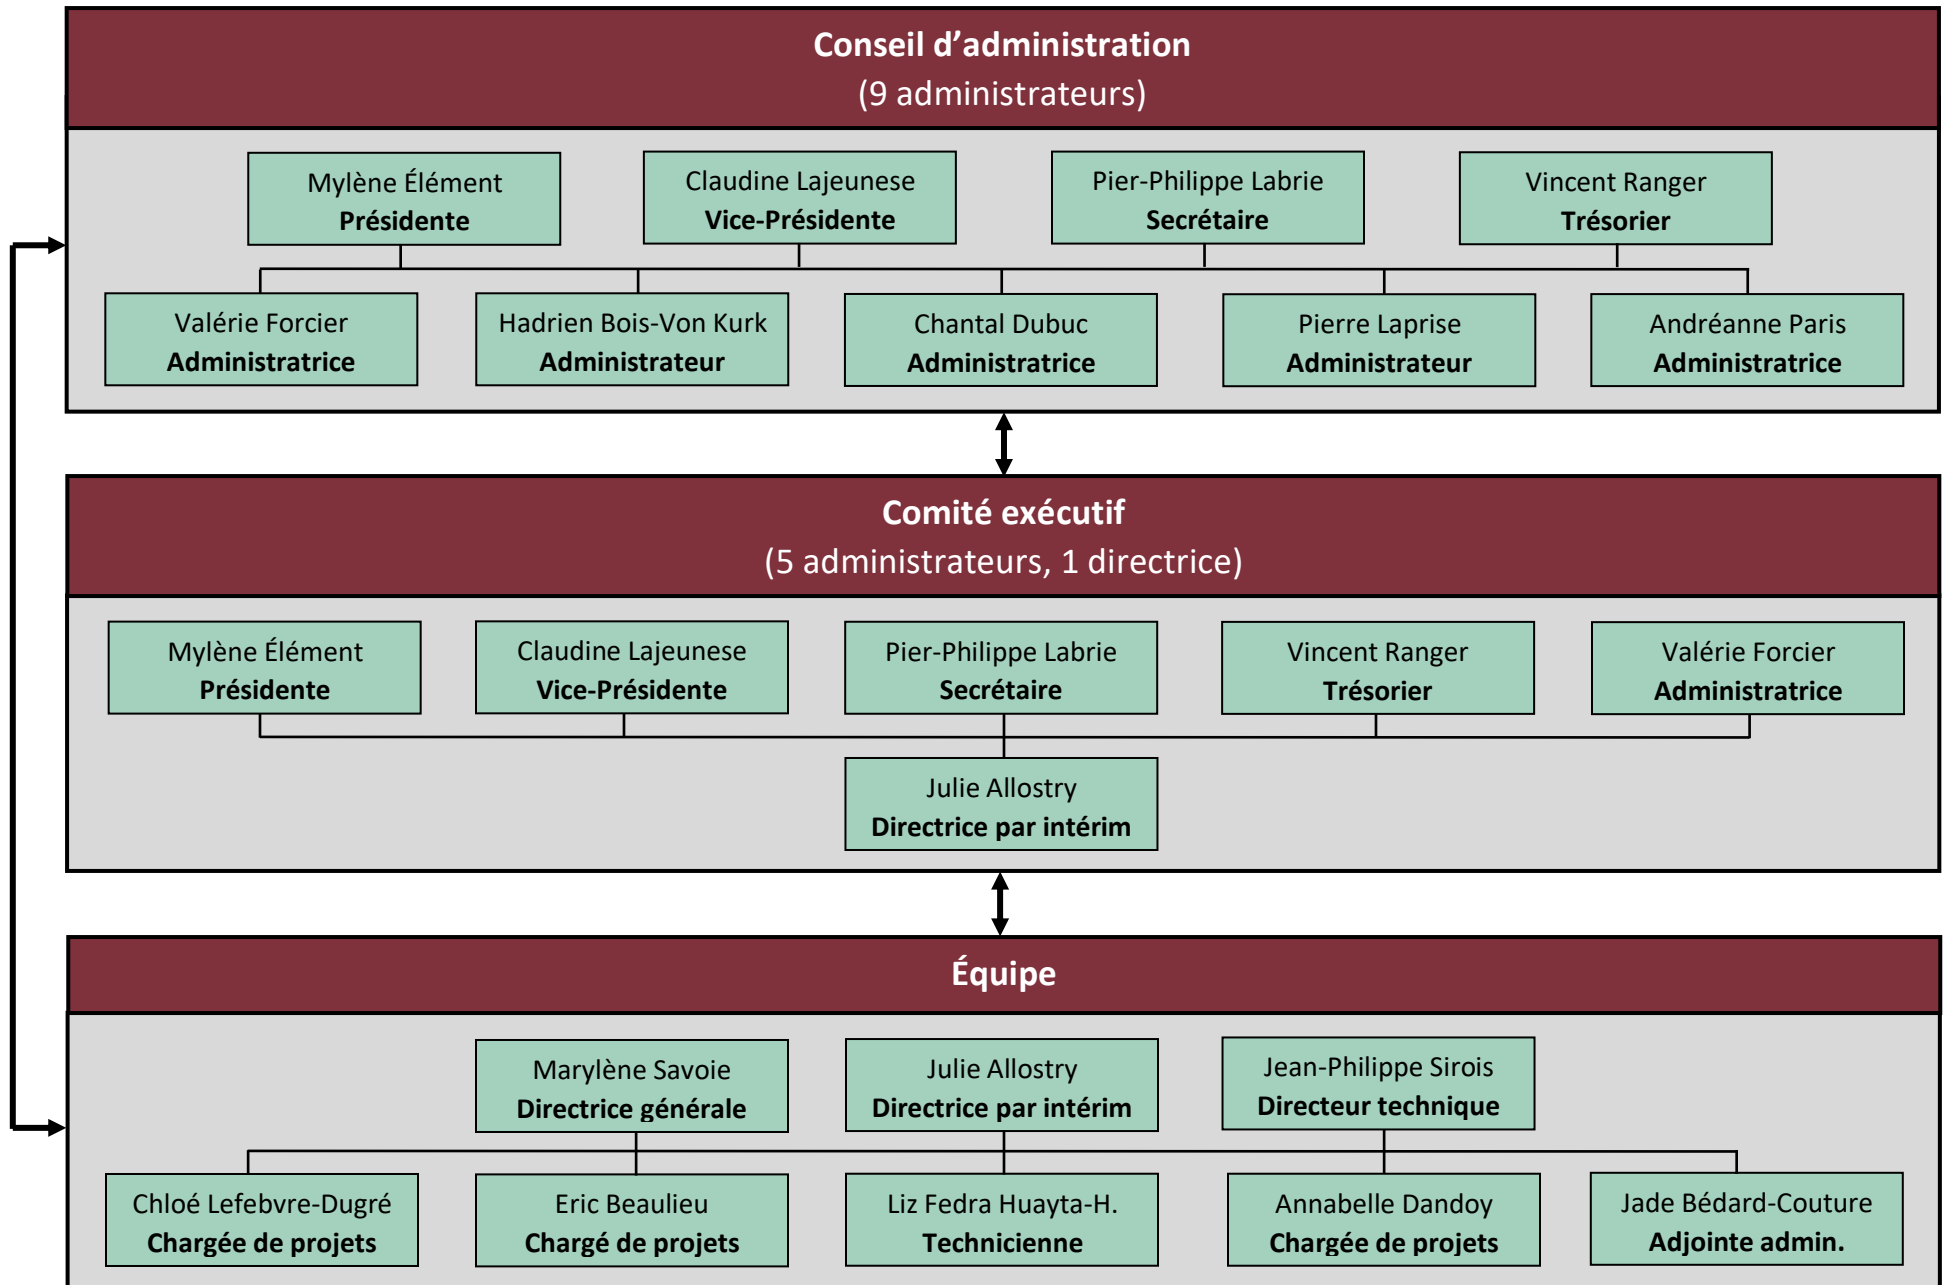 Conseil d’administration
(9 administrateurs)
Mylène Élément
Présidente
Claudine Lajeunese
Vice-Présidente
Pier-Philippe Labrie
Secrétaire
Vincent Ranger
Trésorier
Valérie Forcier
Administratrice
Hadrien Bois-Von Kurk
Administrateur
Chantal Dubuc
Administratrice
Pierre Laprise
Administrateur
Andréanne Paris
Administratrice
Comité exécutif
(5 administrateurs, 1 directrice)
Mylène Élément
Présidente
Claudine Lajeunese
Vice-Présidente
Pier-Philippe Labrie
Secrétaire
Vincent Ranger
Trésorier
Valérie Forcier
Administratrice
Julie Allostry
Directrice par intérim
Équipe
Marylène Savoie
Directrice générale
Julie Allostry
Directrice par intérim
Jean-Philippe Sirois
Directeur technique
Chloé Lefebvre-Dugré
Chargée de projets
Eric Beaulieu
Chargé de projets
Liz Fedra Huayta-H.
Technicienne
Annabelle Dandoy
Chargée de projets
Jade Bédard-Couture
Adjointe admin.